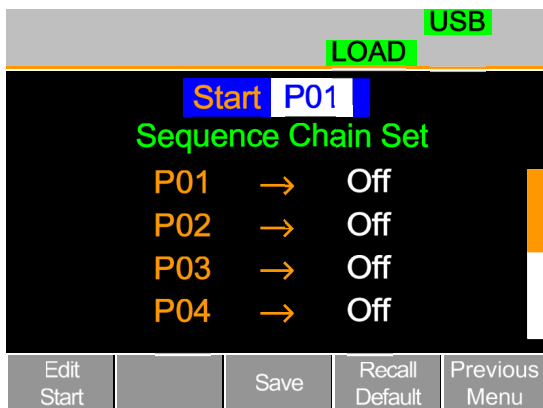 USB
LOAD
Start P01
Sequence Chain Set
P01 → Off
P02 → Off
P03 → Off
P04 → Off
Edit Start
Save
Recall Default
Previous Menu